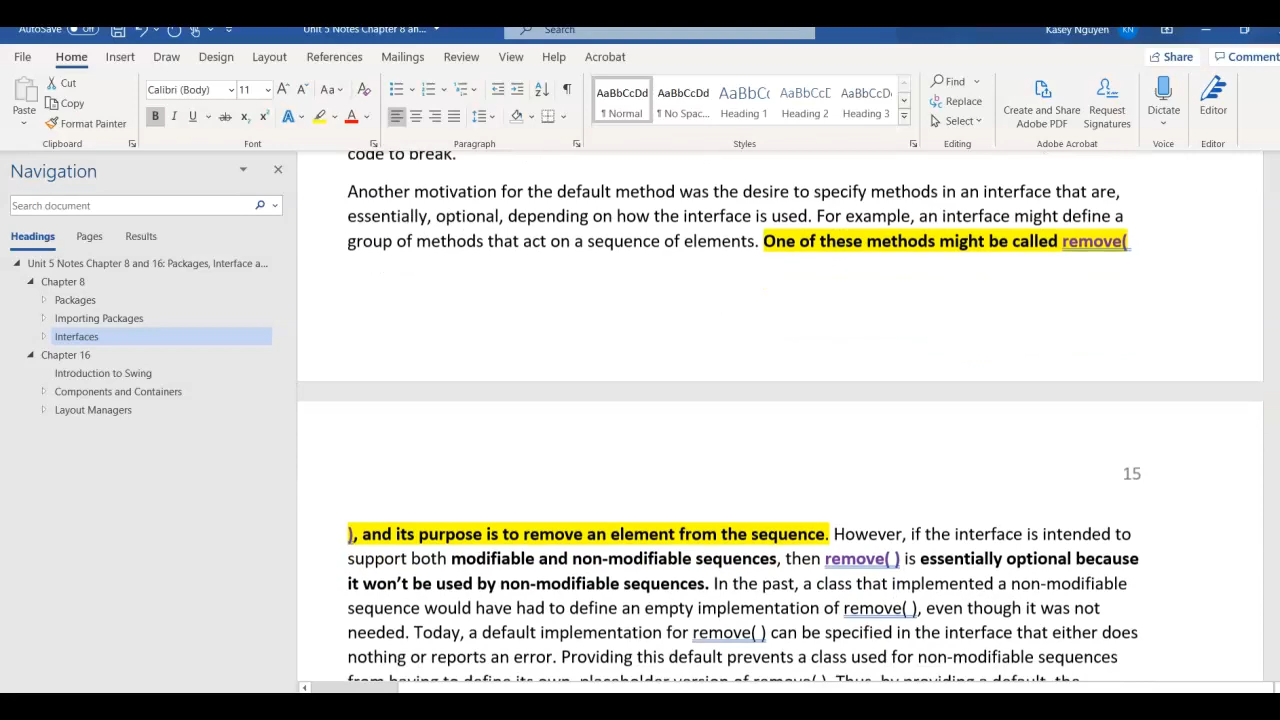 AutoSave Off Unit 5 Notes Chapter 8 an... Search Kasey Nguyen KN
File Home Insert Draw Design Layout References Mailings Review View Help Acrobat Share Comment
Paste Cut Copy Format Painter
Calibri (Body) 11
AaBbCcDd AaBbCcDd AaBbCc AaBbCcD AaBbCcD
¶ Normal ¶ No Spac... Heading 1 Heading 2 Heading 3
Find Replace Select
Create and Share Adobe PDF Request Signatures Dictate Editor
Clipboard Font Paragraph Styles Editing Adobe Acrobat Voice Editor
Navigation
Search document
Headings Pages Results
Unit 5 Notes Chapter 8 and 16: Packages, Interface a...
Chapter 8
Packages
Importing Packages
Interfaces
Chapter 16
Introduction to Swing
Components and Containers
Layout Managers
code to break.
Another motivation for the default method was the desire to specify methods in an interface that are,
essentially, optional, depending on how the interface is used. For example, an interface might define a
group of methods that act on a sequence of elements. One of these methods might be called remove(
15
), and its purpose is to remove an element from the sequence. However, if the interface is intended to
support both modifiable and non-modifiable sequences, then remove( ) is essentially optional because
it won't be used by non-modifiable sequences. In the past, a class that implemented a non-modifiable
sequence would have had to define an empty implementation of remove( ), even though it was not
needed. Today, a default implementation for remove( ) can be specified in the interface that either does
nothing or reports an error. Providing this default prevents a class used for non-modifiable sequences
from having to define its own, placeholder version of remove( ). Thus, by providing a default, the